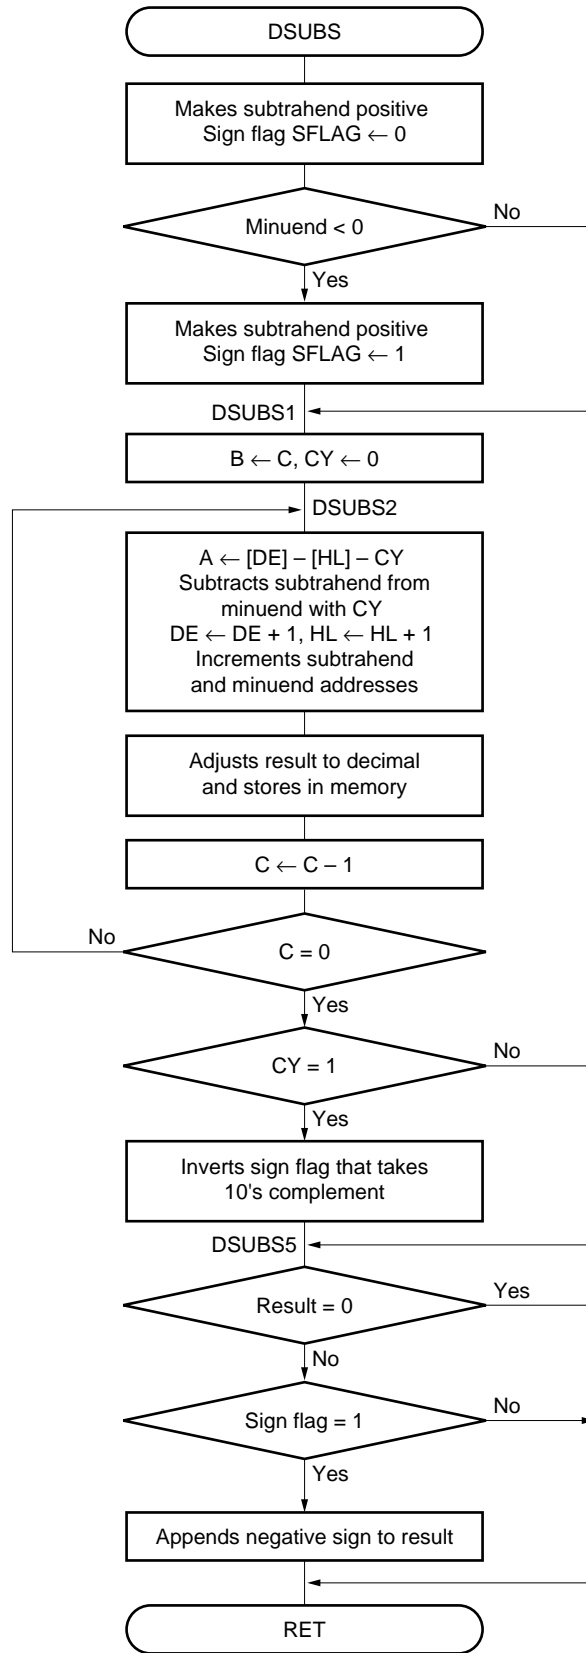 DSUBS
Makes subtrahend positive
Sign flag SFLAG ← 0
Minuend < 0
No
Yes
Makes subtrahend positive
Sign flag SFLAG ← 1
DSUBS1
B ← C, CY ← 0
DSUBS2
A ← [DE] – [HL] – CY
Subtracts subtrahend from
minuend with CY
DE ← DE + 1, HL ← HL + 1
Increments subtrahend
and minuend addresses
Adjusts result to decimal
and stores in memory
C ← C – 1
No
C = 0
Yes
CY = 1
No
Yes
Inverts sign flag that takes
10's complement
DSUBS5
Result = 0
Yes
No
Sign flag = 1
No
Yes
Appends negative sign to result
RET